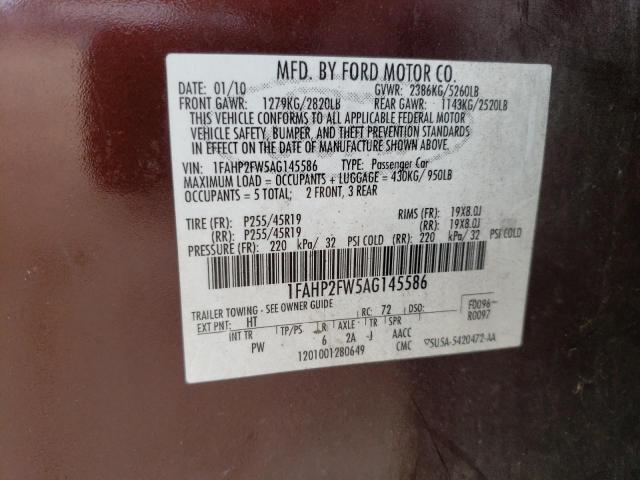 MFD. BY FORD MOTOR CO.
DATE: 01/10 GVWR: 2386KG/5260LB
FRONT GAWR: 1279KG/2820LB REAR GAWR: 1143KG/2520LB
THIS VEHICLE CONFORMS TO ALL APPLICABLE FEDERAL MOTOR
VEHICLE SAFETY, BUMPER, AND THEFT PREVENTION STANDARDS
IN EFFECT ON THE DATE OF MANUFACTURE SHOWN ABOVE.
VIN: 1FAHP2FW5AG145586 TYPE: Passenger Car
MAXIMUM LOAD = OCCUPANTS + LUGGAGE = 430KG/950LB
OCCUPANTS = 5 TOTAL; 2 FRONT, 3 REAR
TIRE (FR): P255/45R19 RIMS (FR): 19X8.0J
(RR): P255/45R19 (RR): 19X8.0J
PRESSURE (FR): 220 kPa/ 32 PSI COLD (RR): 220 kPa/ 32 PSI COLD
1FAHP2FW5AG145586
TRAILER TOWING - SEE OWNER GUIDE
EXT PNT: HT RC: 72 DSO: F0096
R0097
INT TR TP/PS R AXLE TR SPR
PW 6 2A J AACC
1201001280649 CMC ▽5U5A-5420472-AA